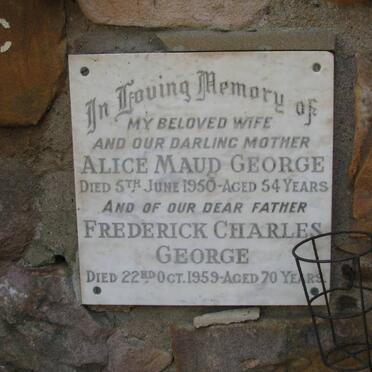 In Loving Memory of
MY BELOVED WIFE
AND OUR DARLING MOTHER
ALICE MAUD GEORGE
DIED 5TH JUNE 1950-AGED 54 YEARS
AND OF OUR DEAR FATHER
FREDERICK CHARLES
GEORGE
DIED 22RD OCT. 1959-AGED 70 YEARS.